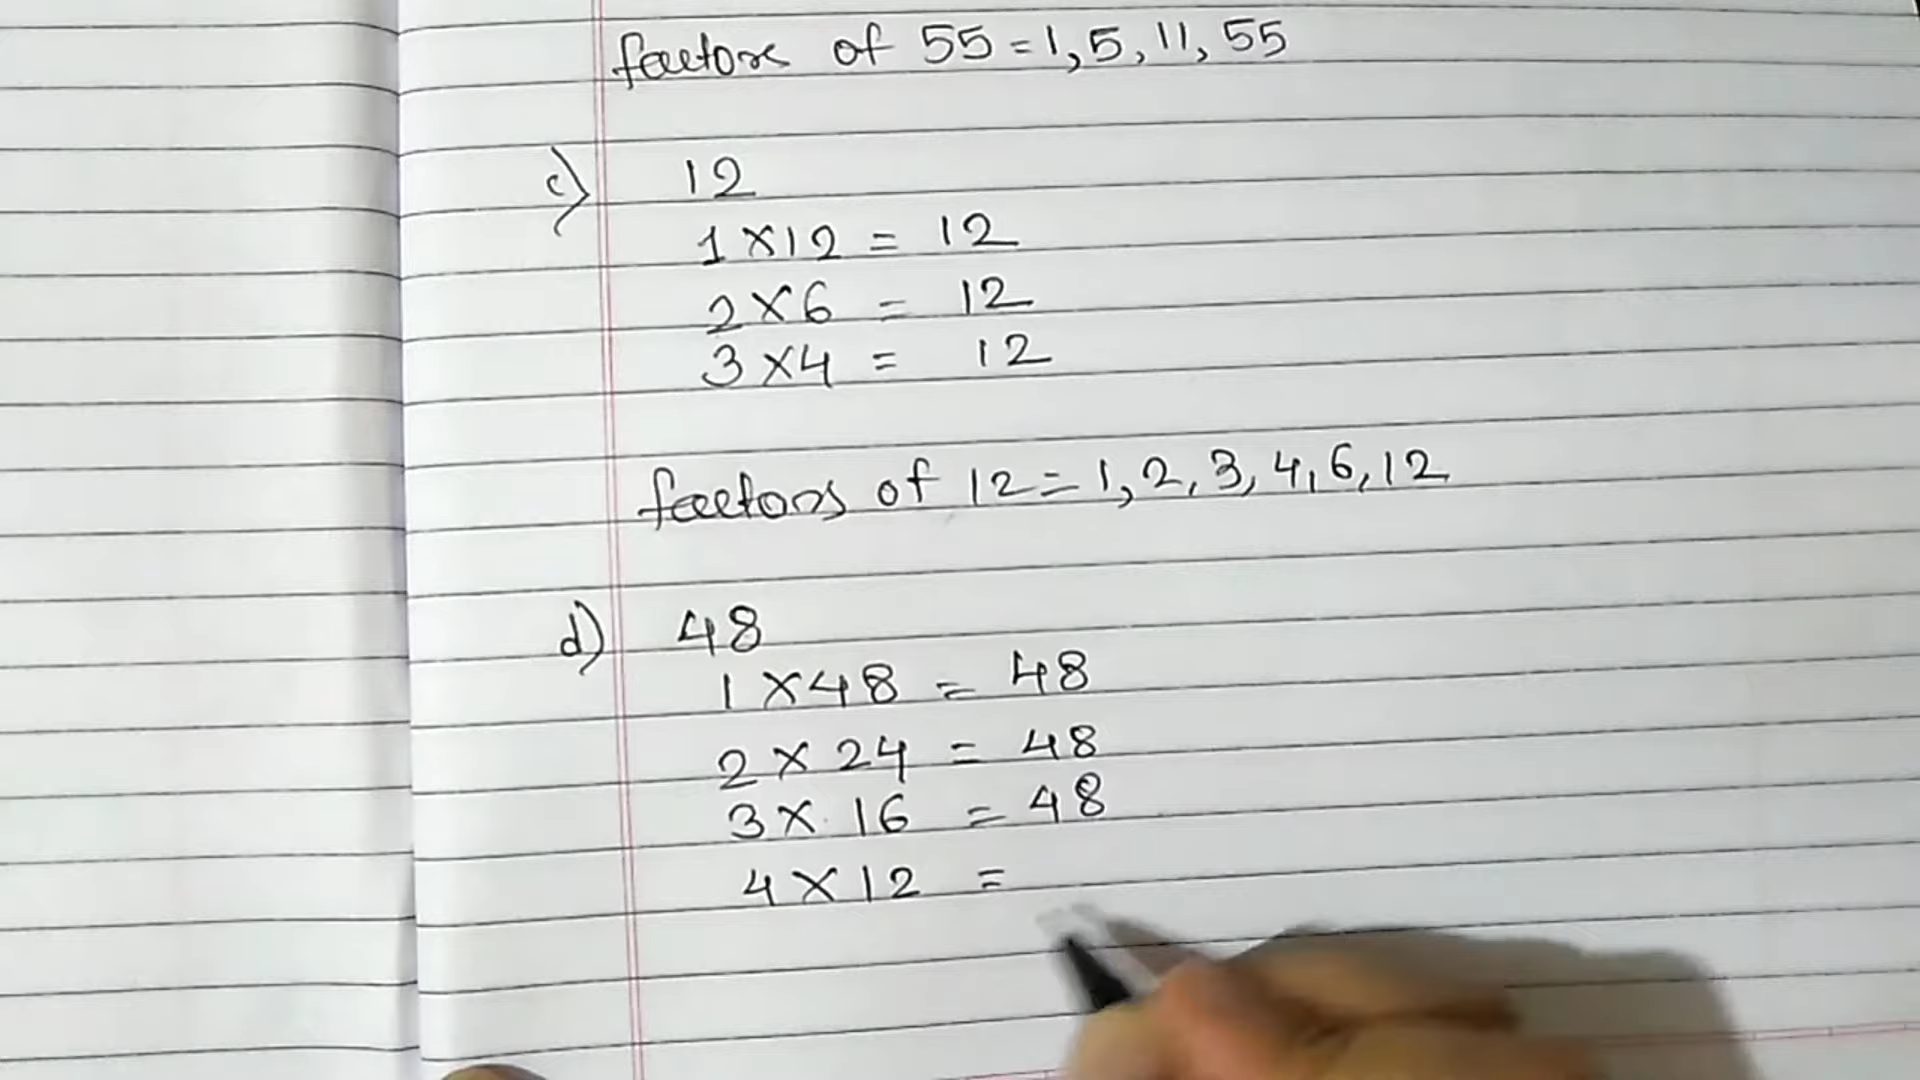 factors of 55 = 1, 5, 11, 55
c) 12
1 × 12 = 12
2 × 6 = 12
3 × 4 = 12
factors of 12 = 1, 2, 3, 4, 6, 12
d) 48
1 × 48 = 48
2 × 24 = 48
3 × 16 = 48
4 × 12 =